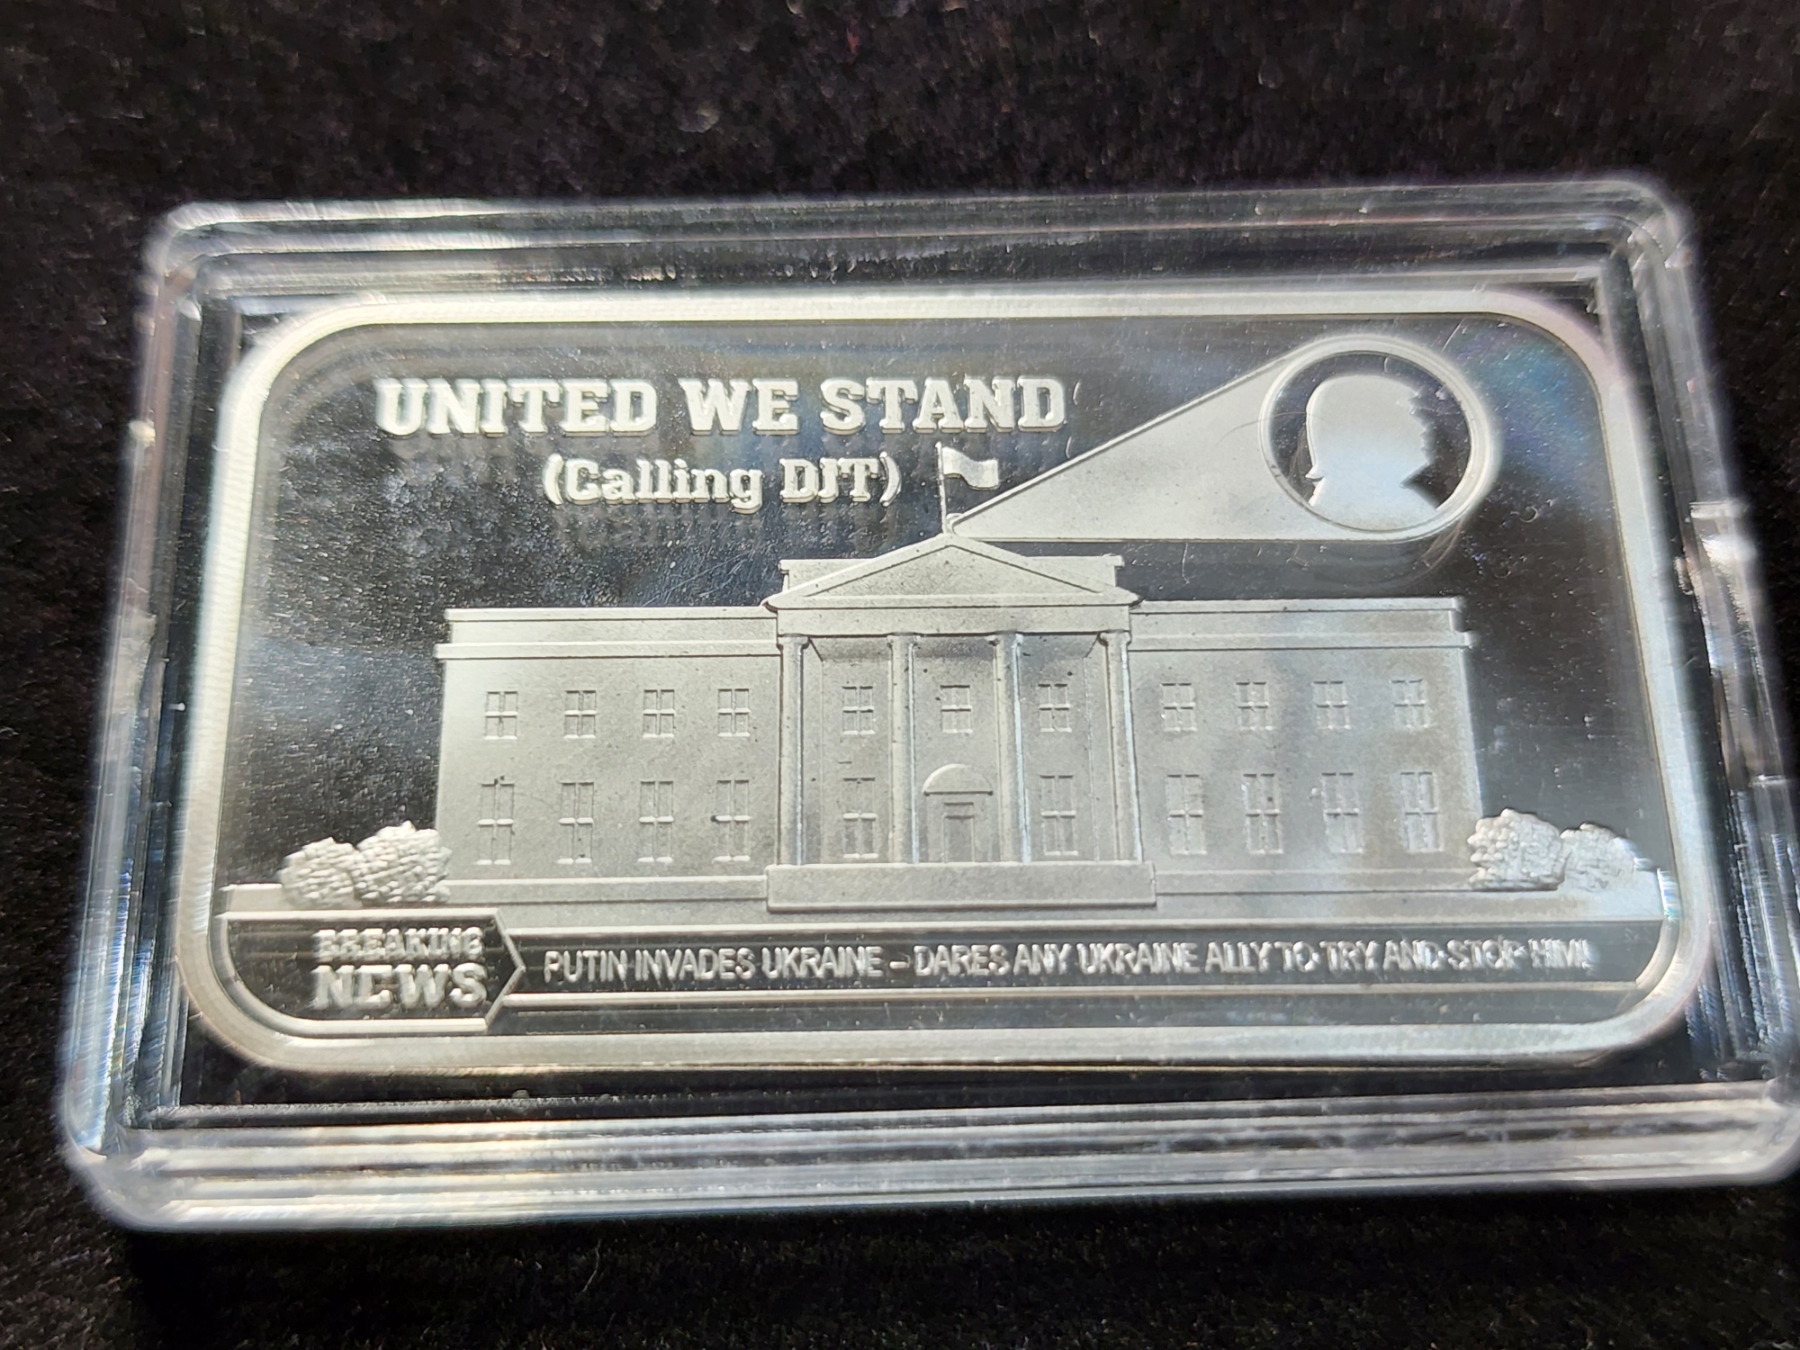 UNITED WE STAND
(Calling DJT)
BREAKING
NEWS
PUTIN INVADES UKRAINE – DARES ANY UKRAINE ALLY TO TRY AND STOP HIM!